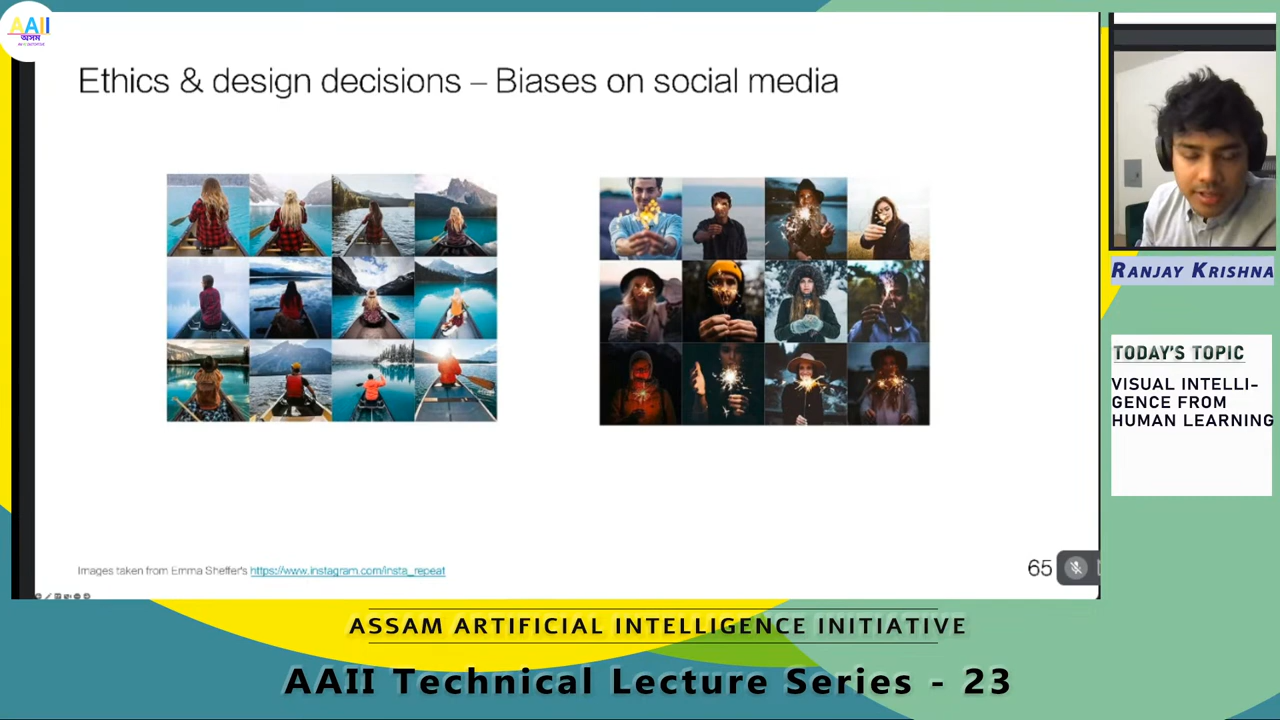 AAII
অসম
Ethics & design decisions – Biases on social media
RANJAY KRISHNA
TODAY'S TOPIC
VISUAL INTELLI-
GENCE FROM
HUMAN LEARNING
Images taken from Emma Sheffer's https://www.instagram.com/insta_repeat
65
ASSAM ARTIFICIAL INTELLIGENCE INITIATIVE
AAII Technical Lecture Series - 23